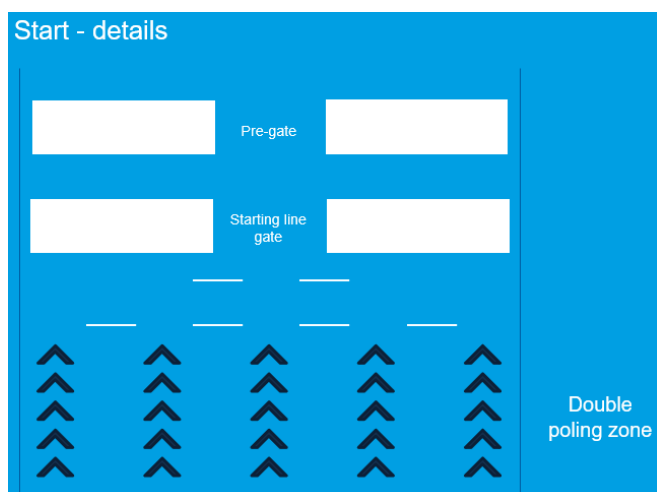 Start - details
Pre-gate
Starting line
gate
Double
poling zone